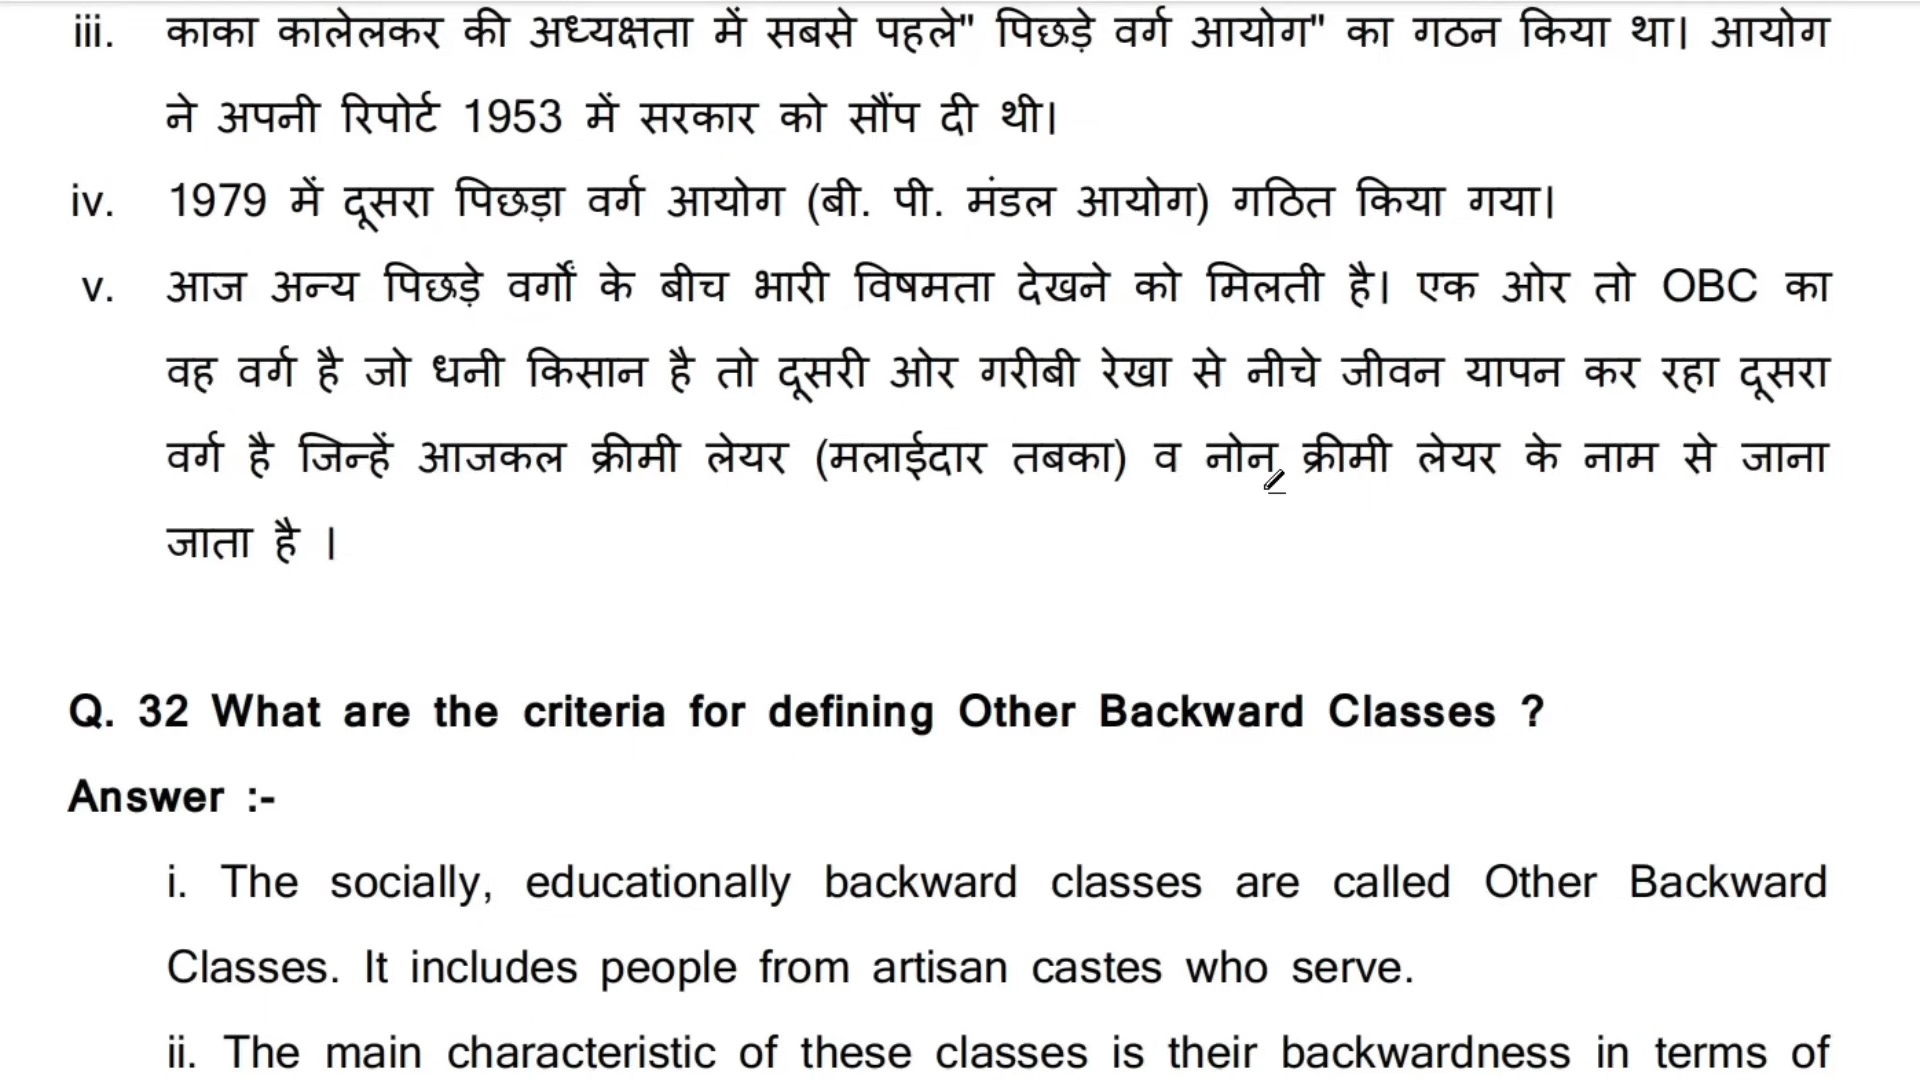 iii. काका कालेलकर की अध्यक्षता में सबसे पहले" पिछड़े वर्ग आयोग" का गठन किया था। आयोग
ने अपनी रिपोर्ट 1953 में सरकार को सौंप दी थी।
iv. 1979 में दूसरा पिछड़ा वर्ग आयोग (बी. पी. मंडल आयोग) गठित किया गया।
v. आज अन्य पिछड़े वर्गों के बीच भारी विषमता देखने को मिलती है। एक ओर तो OBC का
वह वर्ग है जो धनी किसान है तो दूसरी ओर गरीबी रेखा से नीचे जीवन यापन कर रहा दूसरा
वर्ग है जिन्हें आजकल क्रीमी लेयर (मलाईदार तबका) व नोन क्रीमी लेयर के नाम से जाना
जाता है ।
Q. 32 What are the criteria for defining Other Backward Classes ?
Answer :-
i. The socially, educationally backward classes are called Other Backward
Classes. It includes people from artisan castes who serve.
ii. The main characteristic of these classes is their backwardness in terms of